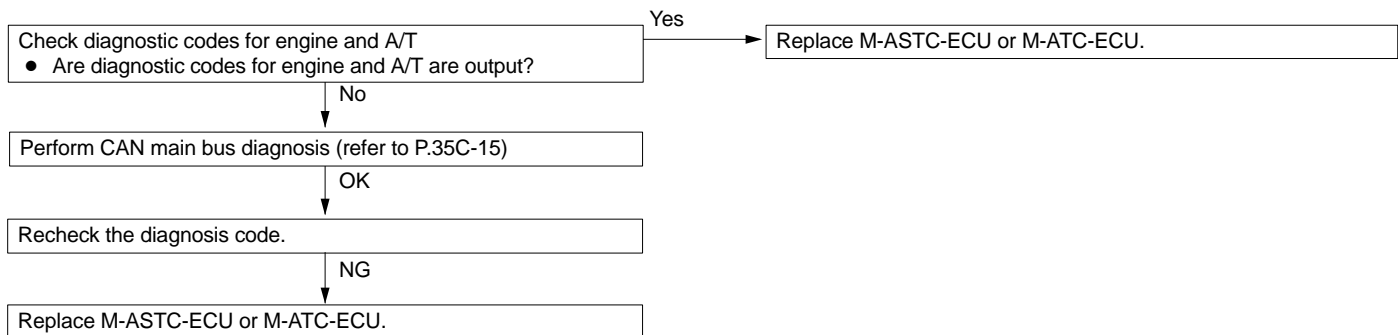 Check diagnostic codes for engine and A/T
● Are diagnostic codes for engine and A/T are output?
Yes
Replace M-ASTC-ECU or M-ATC-ECU.
No
Perform CAN main bus diagnosis (refer to P.35C-15)
OK
Recheck the diagnosis code.
NG
Replace M-ASTC-ECU or M-ATC-ECU.